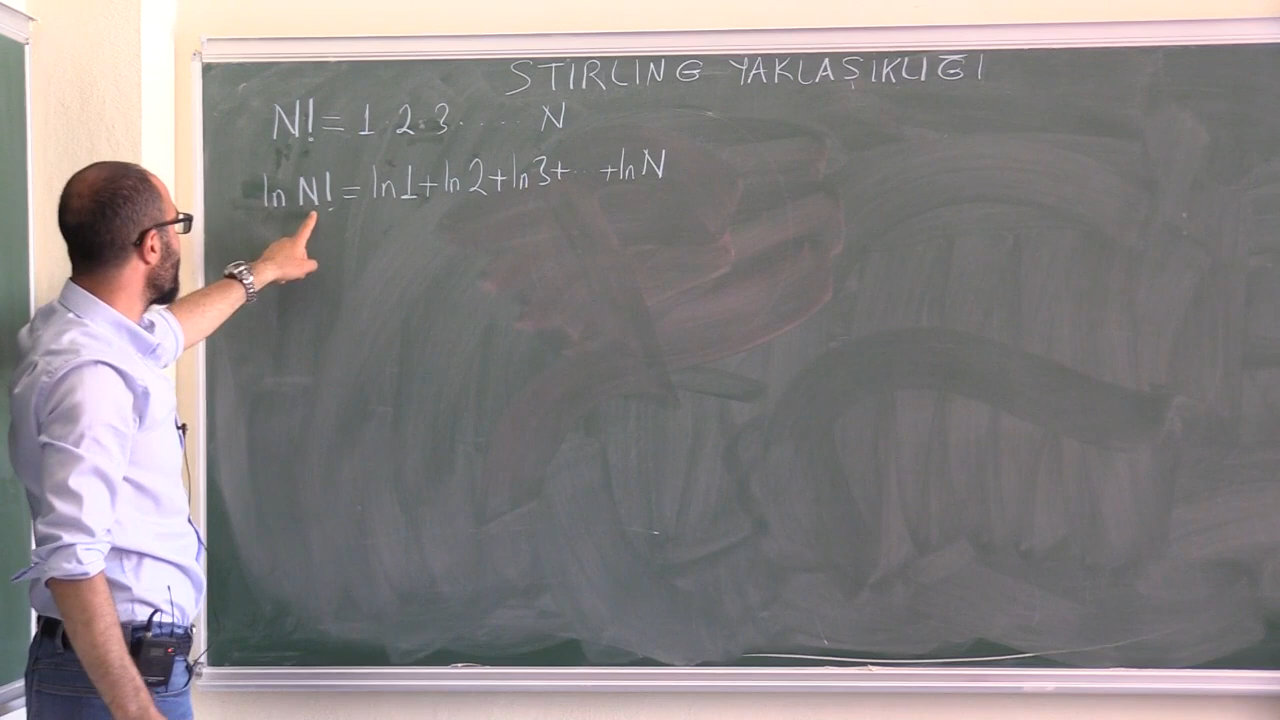 STIRLING YAKLAŞIKLIĞI
N! = 1 . 2 . 3 . . . . . N
ln N! = ln1 + ln2 + ln3 + ... + lnN